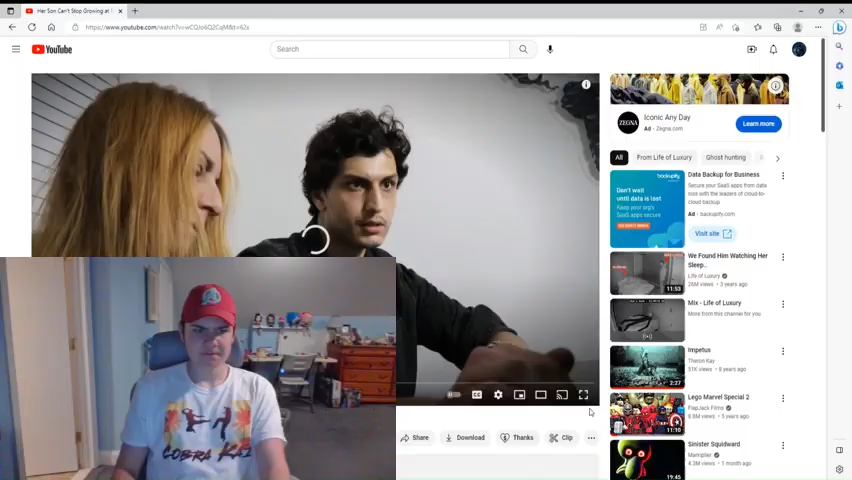 Her Son Can't Stop Growing at
https://www.youtube.com/watch?v=wCQJo6Q2CqM&t=62s
YouTube
Search
ZEGNA
Iconic Any Day
Ad · Zegna.com
Learn more
All
From Life of Luxury
Ghost hunting
backupify
Don't wait
until data is lost
Keep your org's
SaaS apps secure
Data Backup for Business
Secure your SaaS apps from data
loss with the leaders of cloud-to-
cloud backup
Ad · backupify.com
Visit site
We Found Him Watching Her
Sleep..
Life of Luxury
26M views · 3 years ago
11:53
Mix - Life of Luxury
More from this channel for you
Impetus
Theron Kay
51K views · 8 years ago
2:27
Lego Marvel Special 2
FlapJack Films
8.8M views · 5 years ago
11:10
Sinister Squidward
Markiplier
4.3M views · 1 month ago
19:45
CC
Share
Download
Thanks
Clip
COBRA KAI